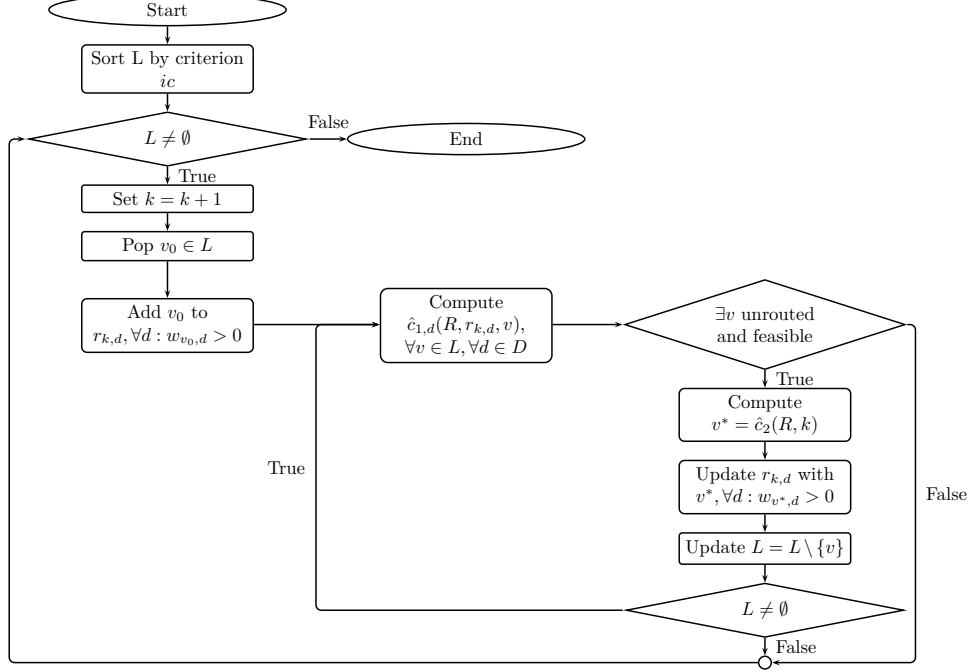 Start
Sort L by criterion
ic
L ≠ ∅
False
End
True
Set k = k + 1
Pop v₀ ∈ L
Add v₀ to
r_{k,d}, ∀d : w_{v₀,d} > 0
Compute
ĉ_{1,d}(R, r_{k,d}, v),
∀v ∈ L, ∀d ∈ D
∃v unrouted
and feasible
True
Compute
v* = ĉ₂(R, k)
Update r_{k,d} with
v*, ∀d : w_{v*,d} > 0
Update L = L \ {v}
L ≠ ∅
True
False
False